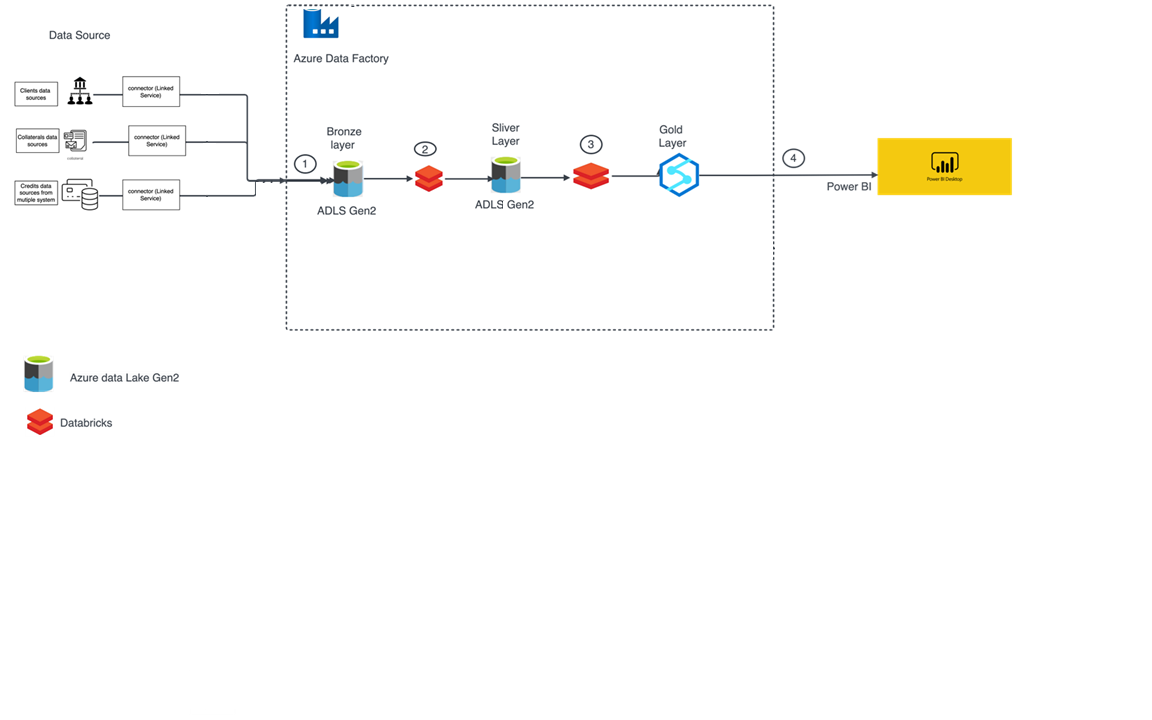 Data Source
Azure Data Factory
Clients data
sources
connector (Linked
Service)
Collaterals data
sources
collateral
connector (Linked
Service)
Credits data
sources from
mutiple system
connector (Linked
Service)
1
Bronze
layer
ADLS Gen2
2
Sliver
Layer
ADLS Gen2
3
Gold
Layer
4
Power BI
Power BI Desktop
Azure data Lake Gen2
Databricks